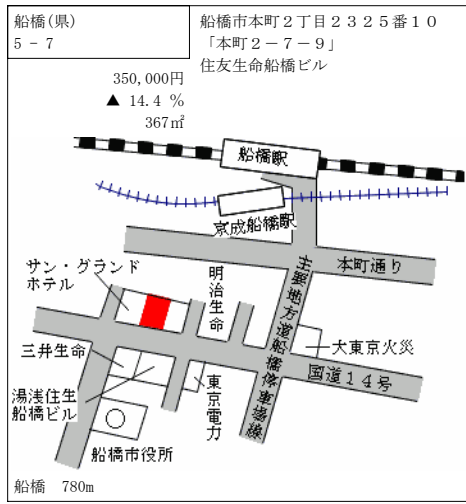 船橋(県)
5 - 7
船橋市本町２丁目２３２５番１０
「本町２－７－９」
住友生命船橋ビル
350,000円
▲ 14.4 %
367㎡
船橋駅
京成船橋駅
本町通り
サン・グランド
ホテル
明治生命
主要地方道船橋停車場線
三井生命
大東京火災
国道１４号
湯浅住生
船橋ビル
東京電力
船橋市役所
船橋　780m